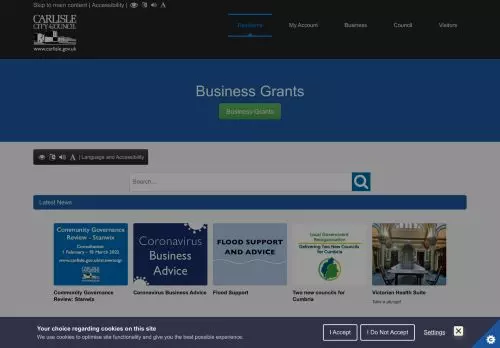 Skip to main content | Accessibility |
CARLISLE
CITY COUNCIL
www.carlisle.gov.uk
Residents
My Account
Business
Council
Visitors
Business Grants
Business Grants
| Language and Accessibility
Search...
Latest News
Community Governance
Review - Stanwix
Consultation
1 February - 18 March 2022
www.carlisle.gov.uk/stanwixcgr
CARLISLE
Coronavirus
Business
Advice
FLOOD SUPPORT
AND ADVICE
Local Government
Reorganisation
Delivering Two New Councils
for Cumbria
Community Governance
Review: Stanwix
Coronavirus Business Advice
Flood Support
Two new councils for
Cumbria
Victorian Health Suite
Take a plunge!
Your choice regarding cookies on this site
We use cookies to optimise site functionality and give you the best possible experience.
I Accept
I Do Not Accept
Settings